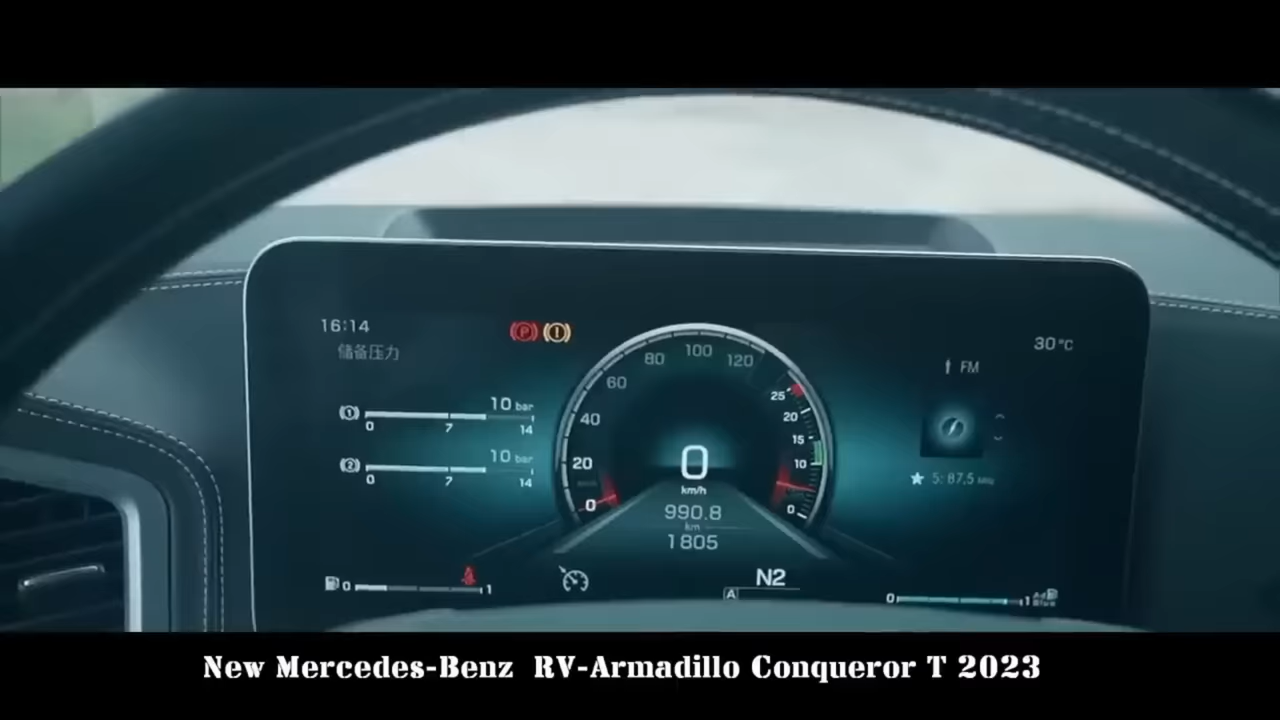 16:14
储备压力
30°C
FM
10 bar
0 7 14
10 bar
0 7 14
0 20 40 60 80 100 120
25 20 15 10 0
0
km/h
990.8
km
1805
5: 87,5 MHz
0 1
N2
A
0 1
New Mercedes-Benz RV-Armadillo Conqueror T 2023